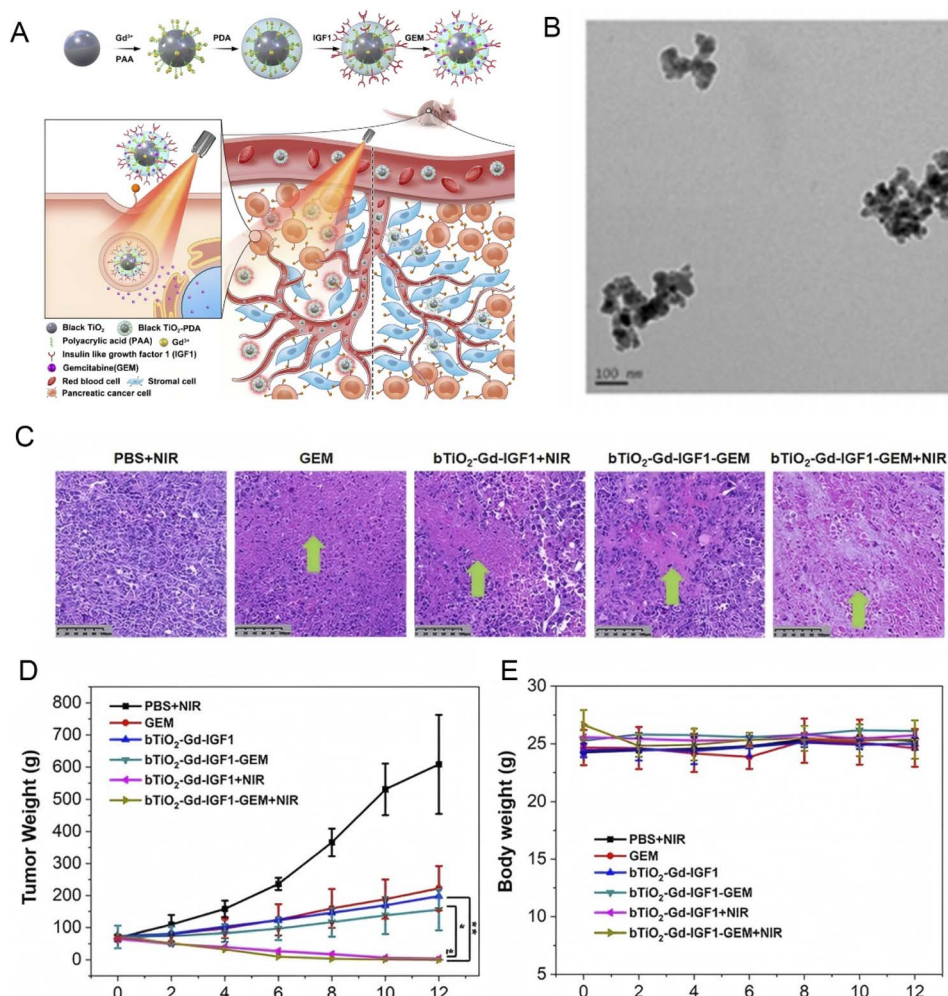 A
Gd³⁺
PAA
PDA
IGF1
GEM
Black TiO₂
Black TiO₂-PDA
Polyacrylic acid (PAA)
Gd³⁺
Insulin like growth factor 1 (IGF1)
Gemcitabine(GEM)
Red blood cell
Stromal cell
Pancreatic cancer cell
B
100 nm
C
PBS+NIR
GEM
bTiO₂-Gd-IGF1+NIR
bTiO₂-Gd-IGF1-GEM
bTiO₂-Gd-IGF1-GEM+NIR
D
Tumor Weight (g)
800
700
600
500
400
300
200
100
0
PBS+NIR
GEM
bTiO₂-Gd-IGF1
bTiO₂-Gd-IGF1-GEM
bTiO₂-Gd-IGF1+NIR
bTiO₂-Gd-IGF1-GEM+NIR
*
**
0 2 4 6 8 10 12
E
Body weight (g)
30
25
20
15
10
5
PBS+NIR
GEM
bTiO₂-Gd-IGF1
bTiO₂-Gd-IGF1-GEM
bTiO₂-Gd-IGF1+NIR
bTiO₂-Gd-IGF1-GEM+NIR
0 2 4 6 8 10 12